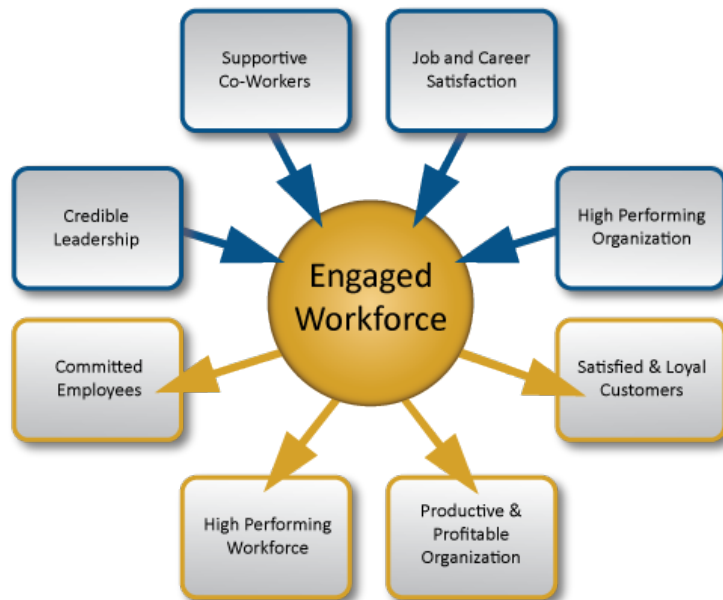 Supportive
Co-Workers
Job and Career
Satisfaction
Credible
Leadership
High Performing
Organization
Engaged
Workforce
Committed
Employees
Satisfied & Loyal
Customers
High Performing
Workforce
Productive &
Profitable
Organization